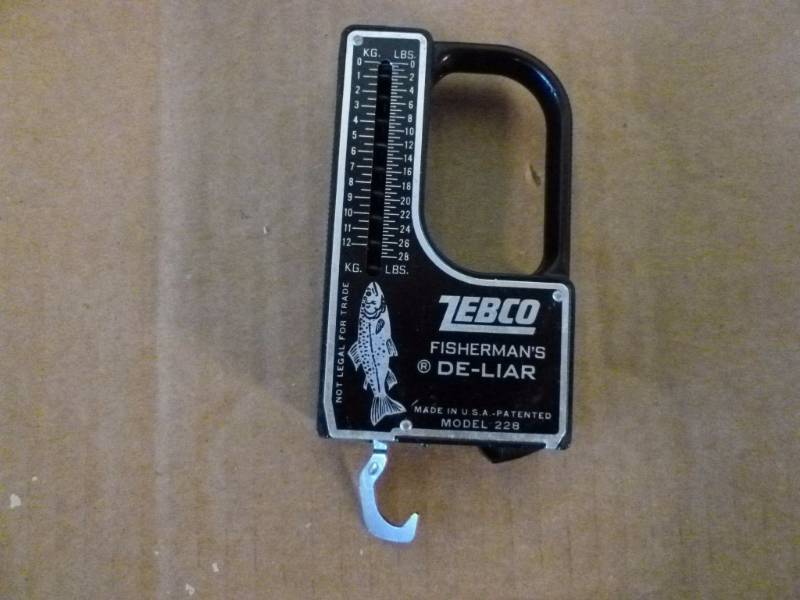 KG. LBS.
0 0
1 2
2 4
3 6
4 8
5 10
6 12
7 14
8 16
9 18
10 20
11 22
12 24
26
28
KG. LBS.
NOT LEGAL FOR TRADE
ZEBCO
FISHERMAN'S
® DE-LIAR
MADE IN U.S.A.-PATENTED
MODEL 228